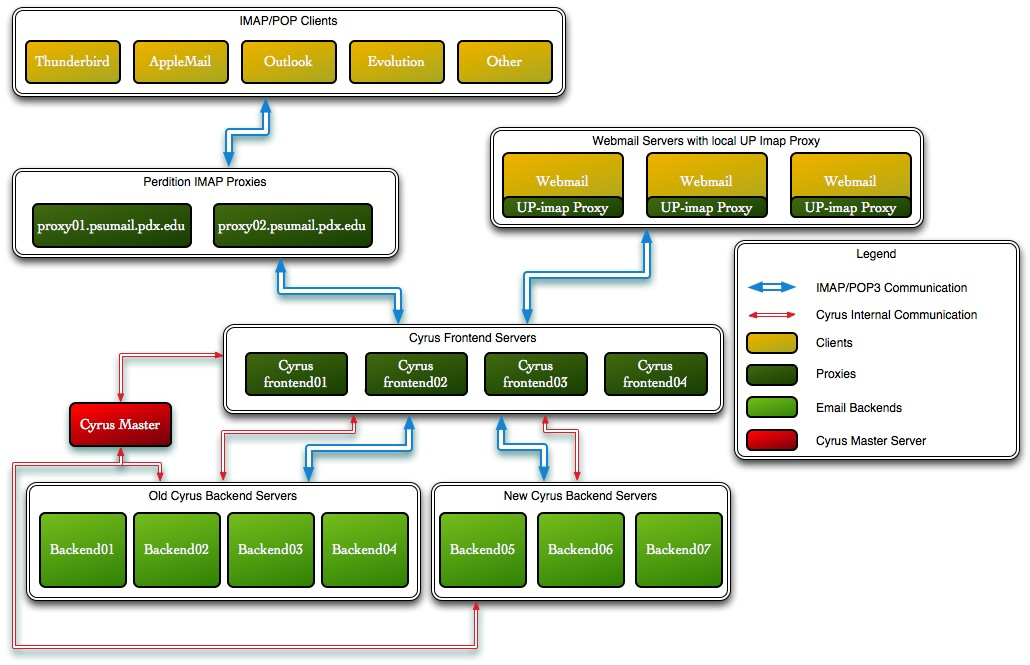 IMAP/POP Clients
Thunderbird
AppleMail
Outlook
Evolution
Other
Webmail Servers with local UP Imap Proxy
Webmail
UP-imap Proxy
Webmail
UP-imap Proxy
Webmail
UP-imap Proxy
Perdition IMAP Proxies
proxy01.psumail.pdx.edu
proxy02.psumail.pdx.edu
Legend
IMAP/POP3 Communication
Cyrus Internal Communication
Clients
Proxies
Email Backends
Cyrus Master Server
Cyrus Frontend Servers
Cyrus
frontend01
Cyrus
frontend02
Cyrus
frontend03
Cyrus
frontend04
Cyrus Master
Old Cyrus Backend Servers
Backend01
Backend02
Backend03
Backend04
New Cyrus Backend Servers
Backend05
Backend06
Backend07